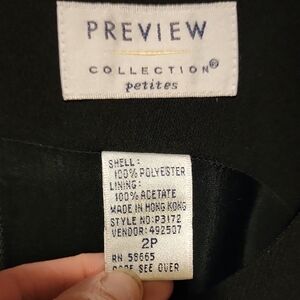 PREVIEW
COLLECTION®
petites
SHELL:
100% POLYESTER
LINING:
100% ACETATE
MADE IN HONG KONG
STYLE NO: P3172
VENDOR: 492507
2P
RN 58665
SEE OVER